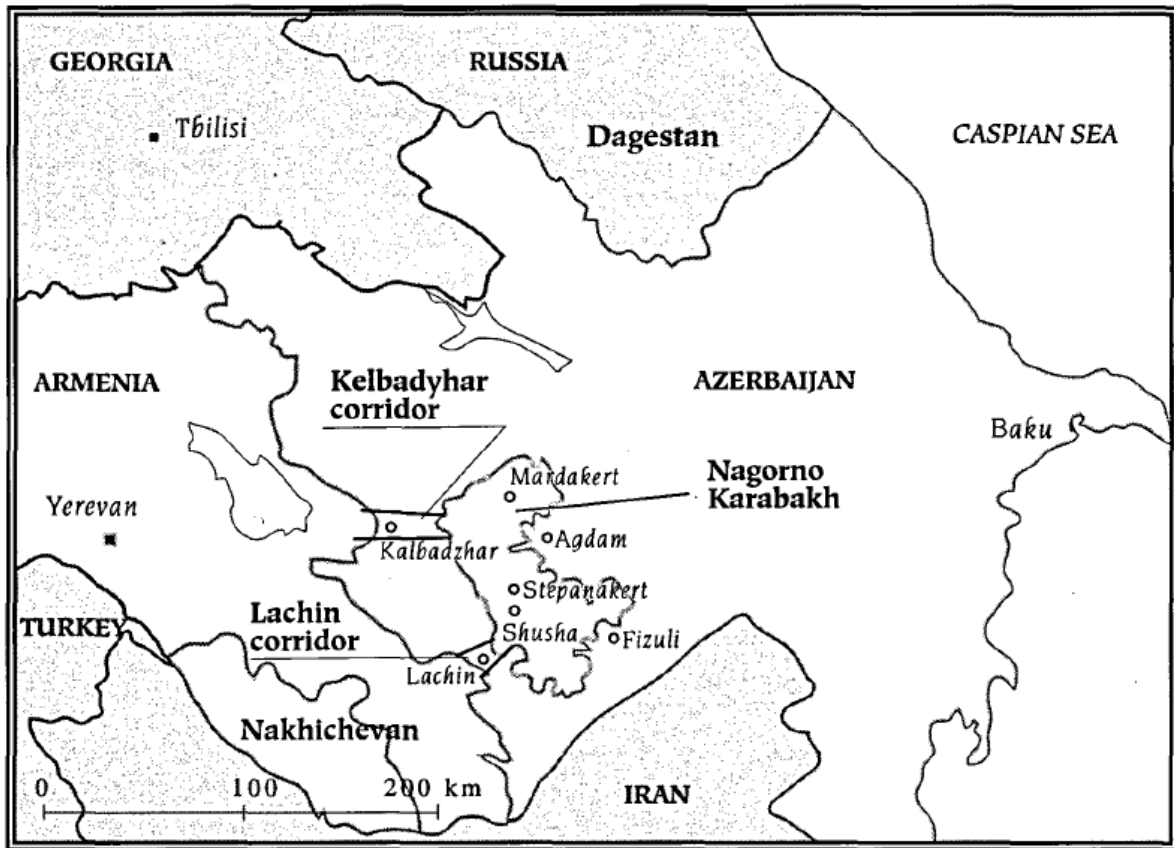 GEORGIA
RUSSIA
Tbilisi
Dagestan
CASPIAN SEA
ARMENIA
Kelbadyhar
corridor
AZERBAIJAN
Baku
Mardakert
Nagorno
Karabakh
Yerevan
Agdam
Kalbadzhar
Stepanakert
Lachin
corridor
TURKEY
Shusha
Fizuli
Lachin
Nakhichevan
0 100 200 km
IRAN